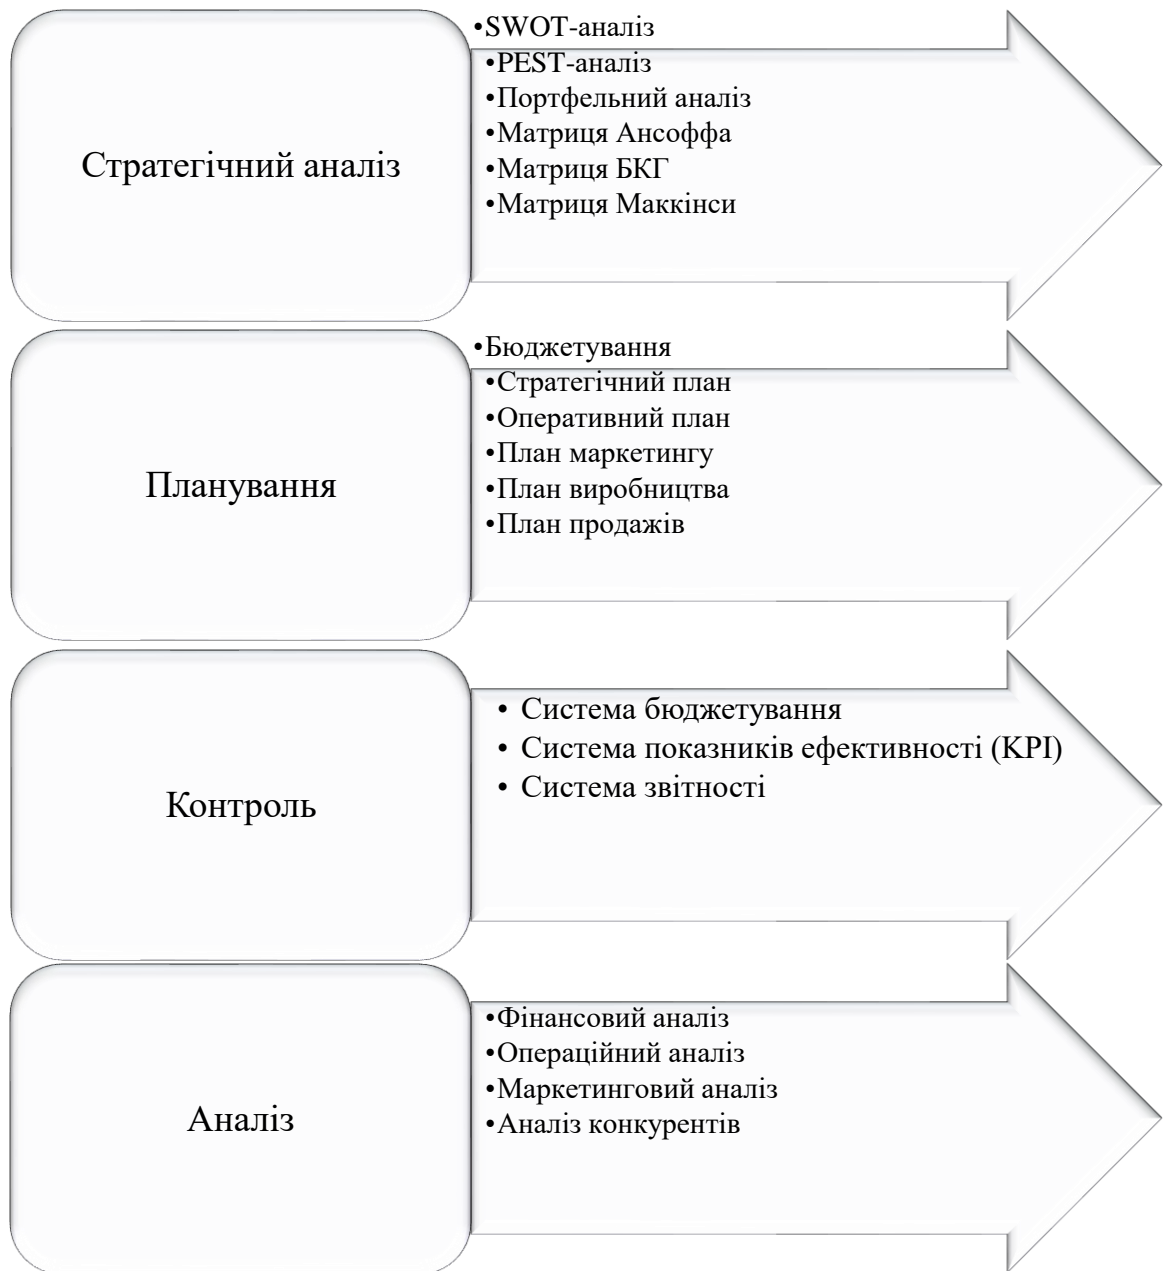 Стратегічний аналіз
•SWOT-аналіз
•PEST-аналіз
•Портфельний аналіз
•Матриця Ансоффа
•Матриця БКГ
•Матриця Маккінси
Планування
•Бюджетування
•Стратегічний план
•Оперативний план
•План маркетингу
•План виробництва
•План продажів
Контроль
• Система бюджетування
• Система показників ефективності (KPI)
• Система звітності
Аналіз
•Фінансовий аналіз
•Операційний аналіз
•Маркетинговий аналіз
•Аналіз конкурентів